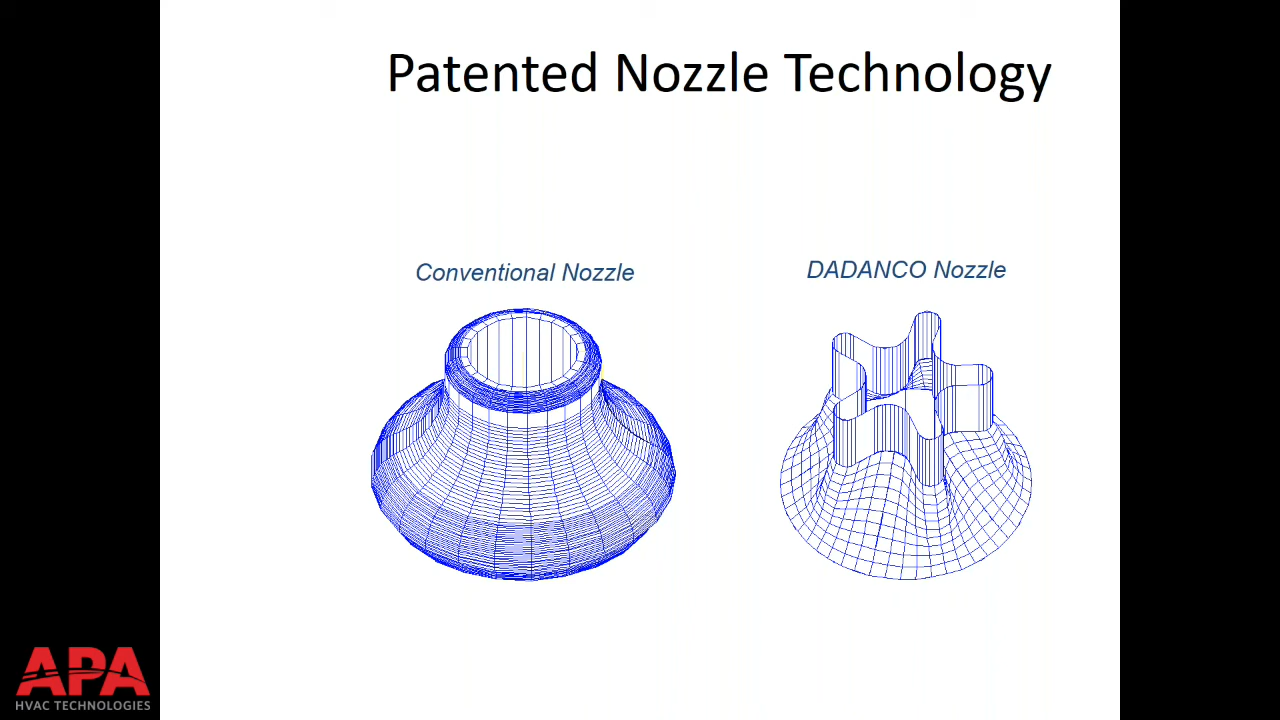 Patented Nozzle Technology
Conventional Nozzle
DADANCO Nozzle
APA
HVAC TECHNOLOGIES